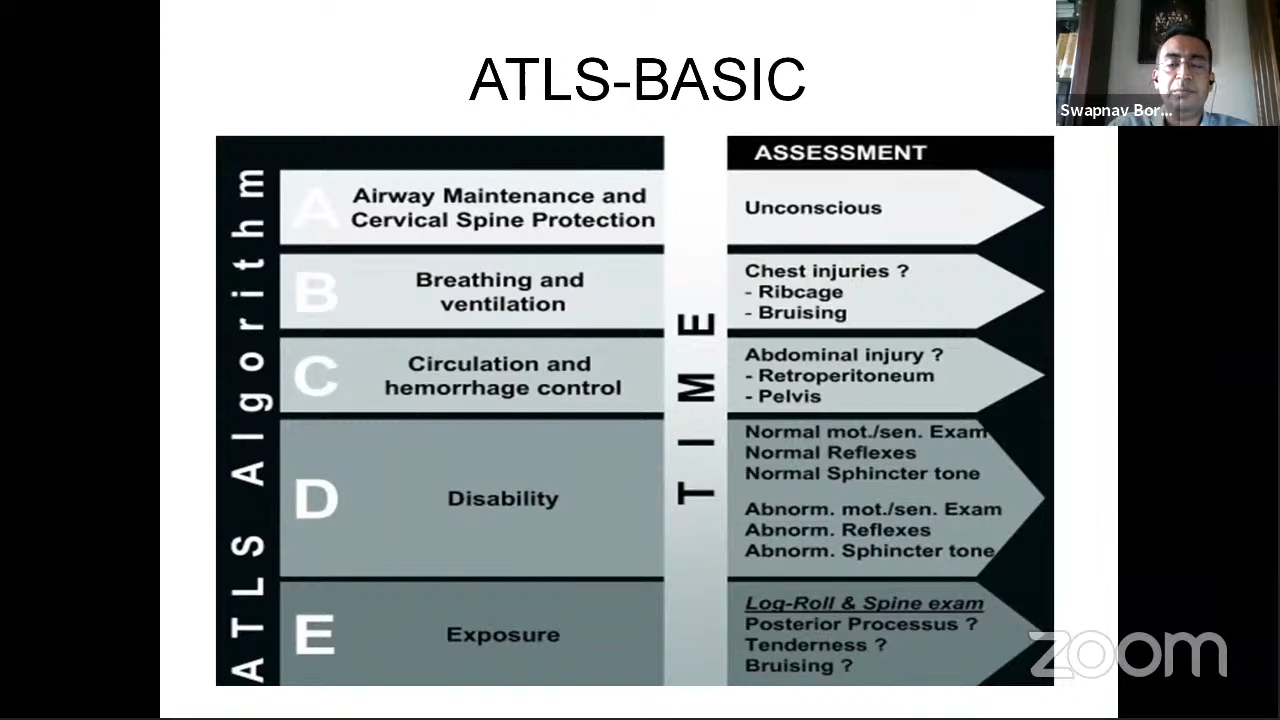 ATLS-BASIC
Swapnav Bor...
ATLS Algorithm
A
Airway Maintenance and
Cervical Spine Protection
B
Breathing and
ventilation
C
Circulation and
hemorrhage control
D
Disability
E
Exposure
TIME
ASSESSMENT
Unconscious
Chest injuries ?
- Ribcage
- Bruising
Abdominal injury ?
- Retroperitoneum
- Pelvis
Normal mot./sen. Exam
Normal Reflexes
Normal Sphincter tone
Abnorm. mot./sen. Exam
Abnorm. Reflexes
Abnorm. Sphincter tone
Log-Roll & Spine exam
Posterior Processus ?
Tenderness ?
Bruising ?
zoom